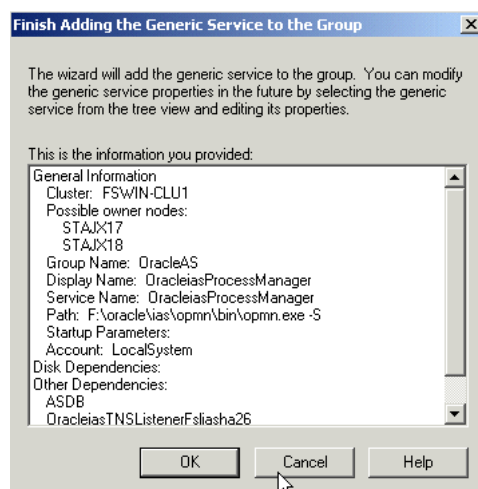 Finish Adding the Generic Service to the Group
The wizard will add the generic service to the group. You can modify
the generic service properties in the future by selecting the generic
service from the tree view and editing its properties.
This is the information you provided:
General Information
Cluster: FSWIN-CLU1
Possible owner nodes:
STAJX17
STAJX18
Group Name: OracleAS
Display Name: OracleiasProcessManager
Service Name: OracleiasProcessManager
Path: F:\oracle\ias\opmn\bin\opmn.exe -S
Startup Parameters:
Account: LocalSystem
Disk Dependencies:
Other Dependencies:
ASDB
OracleiasTNSListenerFsliasha26
OK Cancel Help